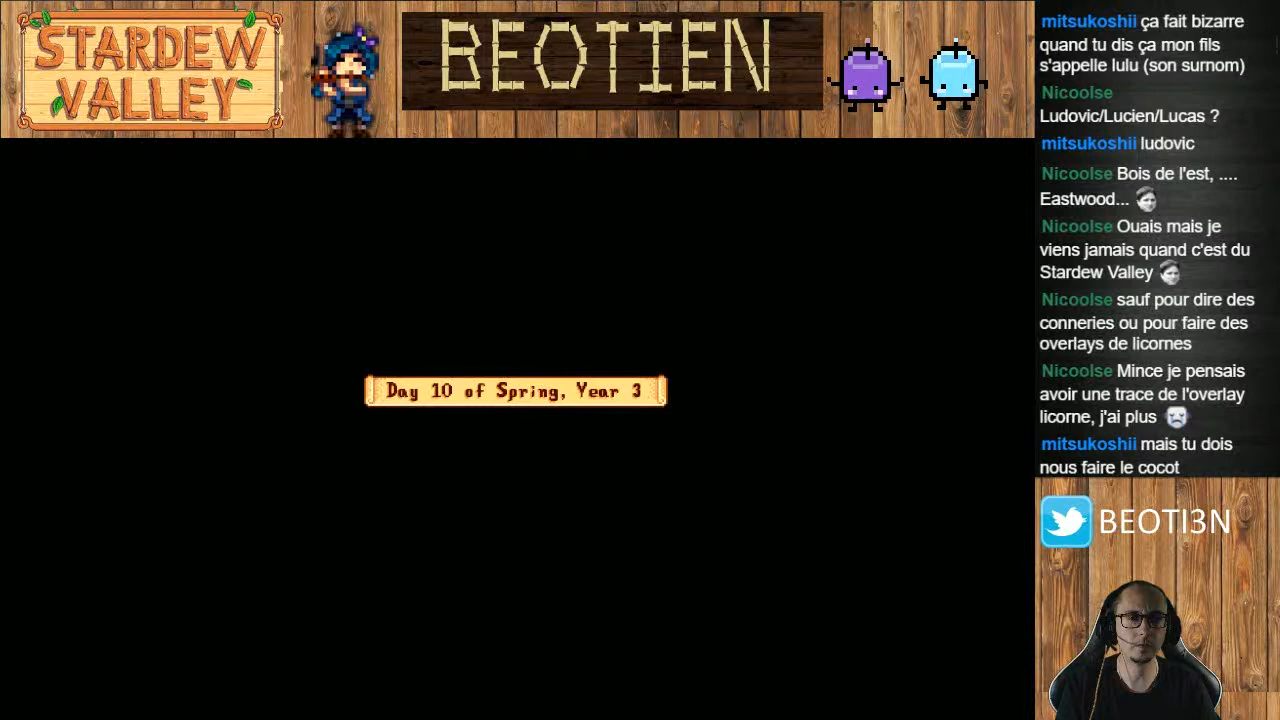 STARDEW
VALLEY
BEOTIEN
mitsukoshii ça fait bizarre
quand tu dis ça mon fils
s'appelle lulu (son surnom)
Nicoolse
Ludovic/Lucien/Lucas ?
mitsukoshii ludovic
Nicoolse Bois de l'est, ....
Eastwood...
Nicoolse Ouais mais je
viens jamais quand c'est du
Stardew Valley
Nicoolse sauf pour dire des
conneries ou pour faire des
overlays de licornes
Nicoolse Mince je pensais
avoir une trace de l'overlay
licorne, j'ai plus
mitsukoshii mais tu dois
nous faire le cocot
Day 10 of Spring, Year 3
BEOTI3N